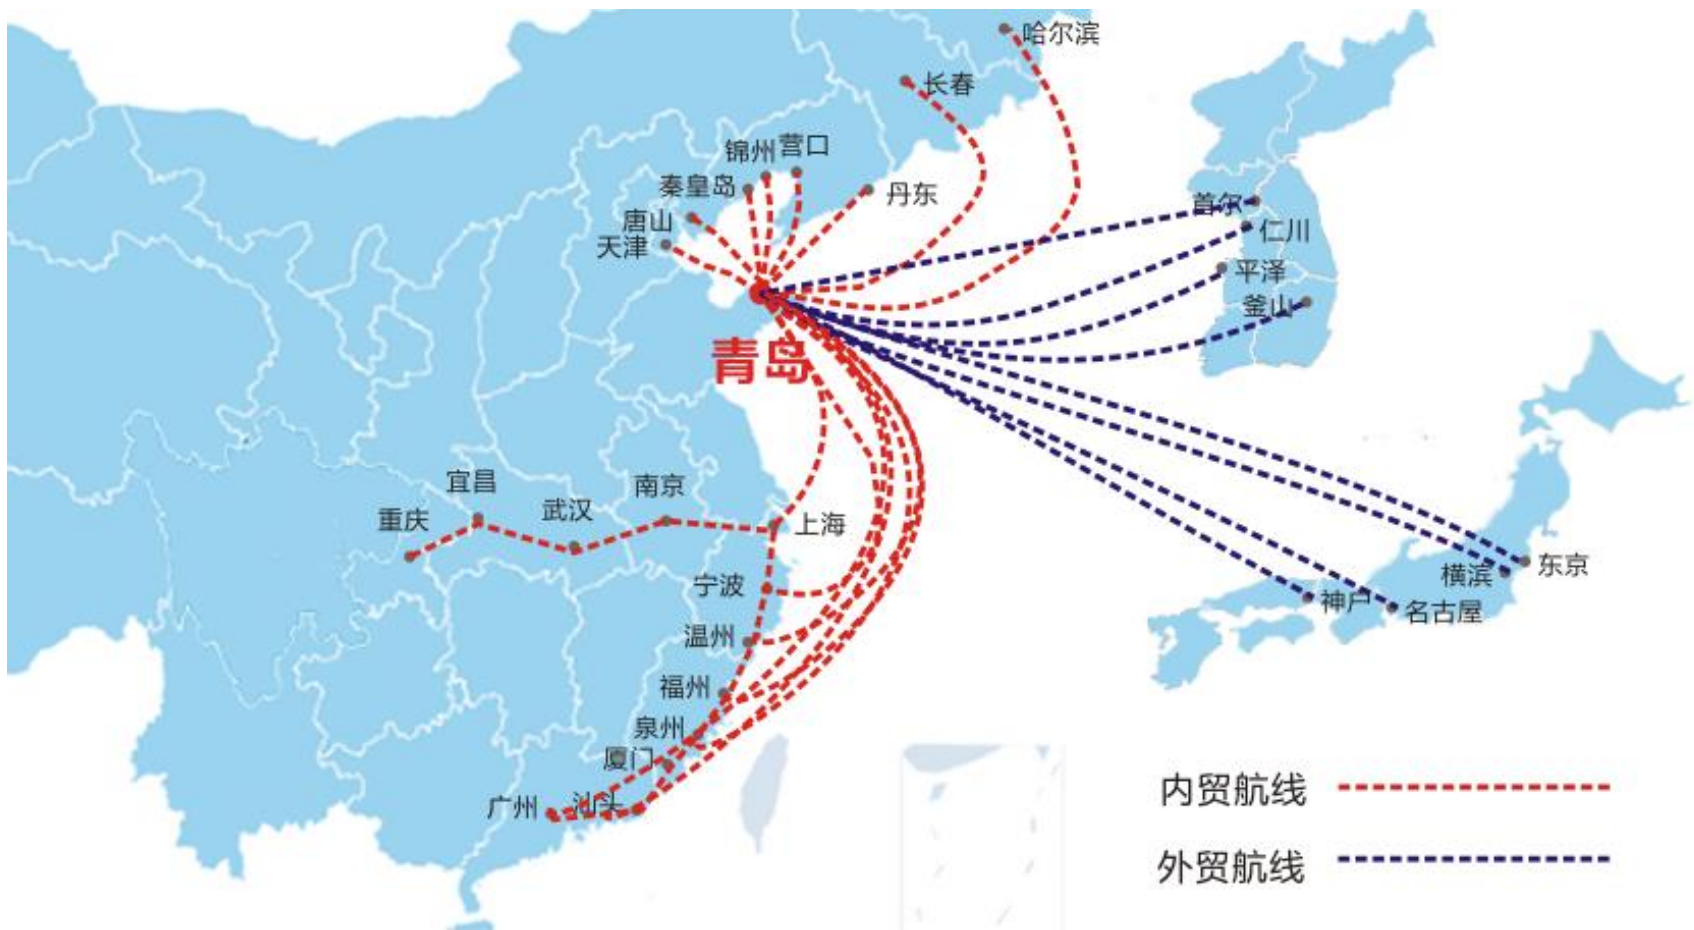 哈尔滨
长春
营口
锦州
秦皇岛
丹东
唐山
天津
首尔
仁川
平泽
釜山
青岛
宜昌
南京
武汉
重庆
上海
东京
横滨
宁波
神户
名古屋
温州
福州
泉州
厦门
广州
汕头
内贸航线
外贸航线